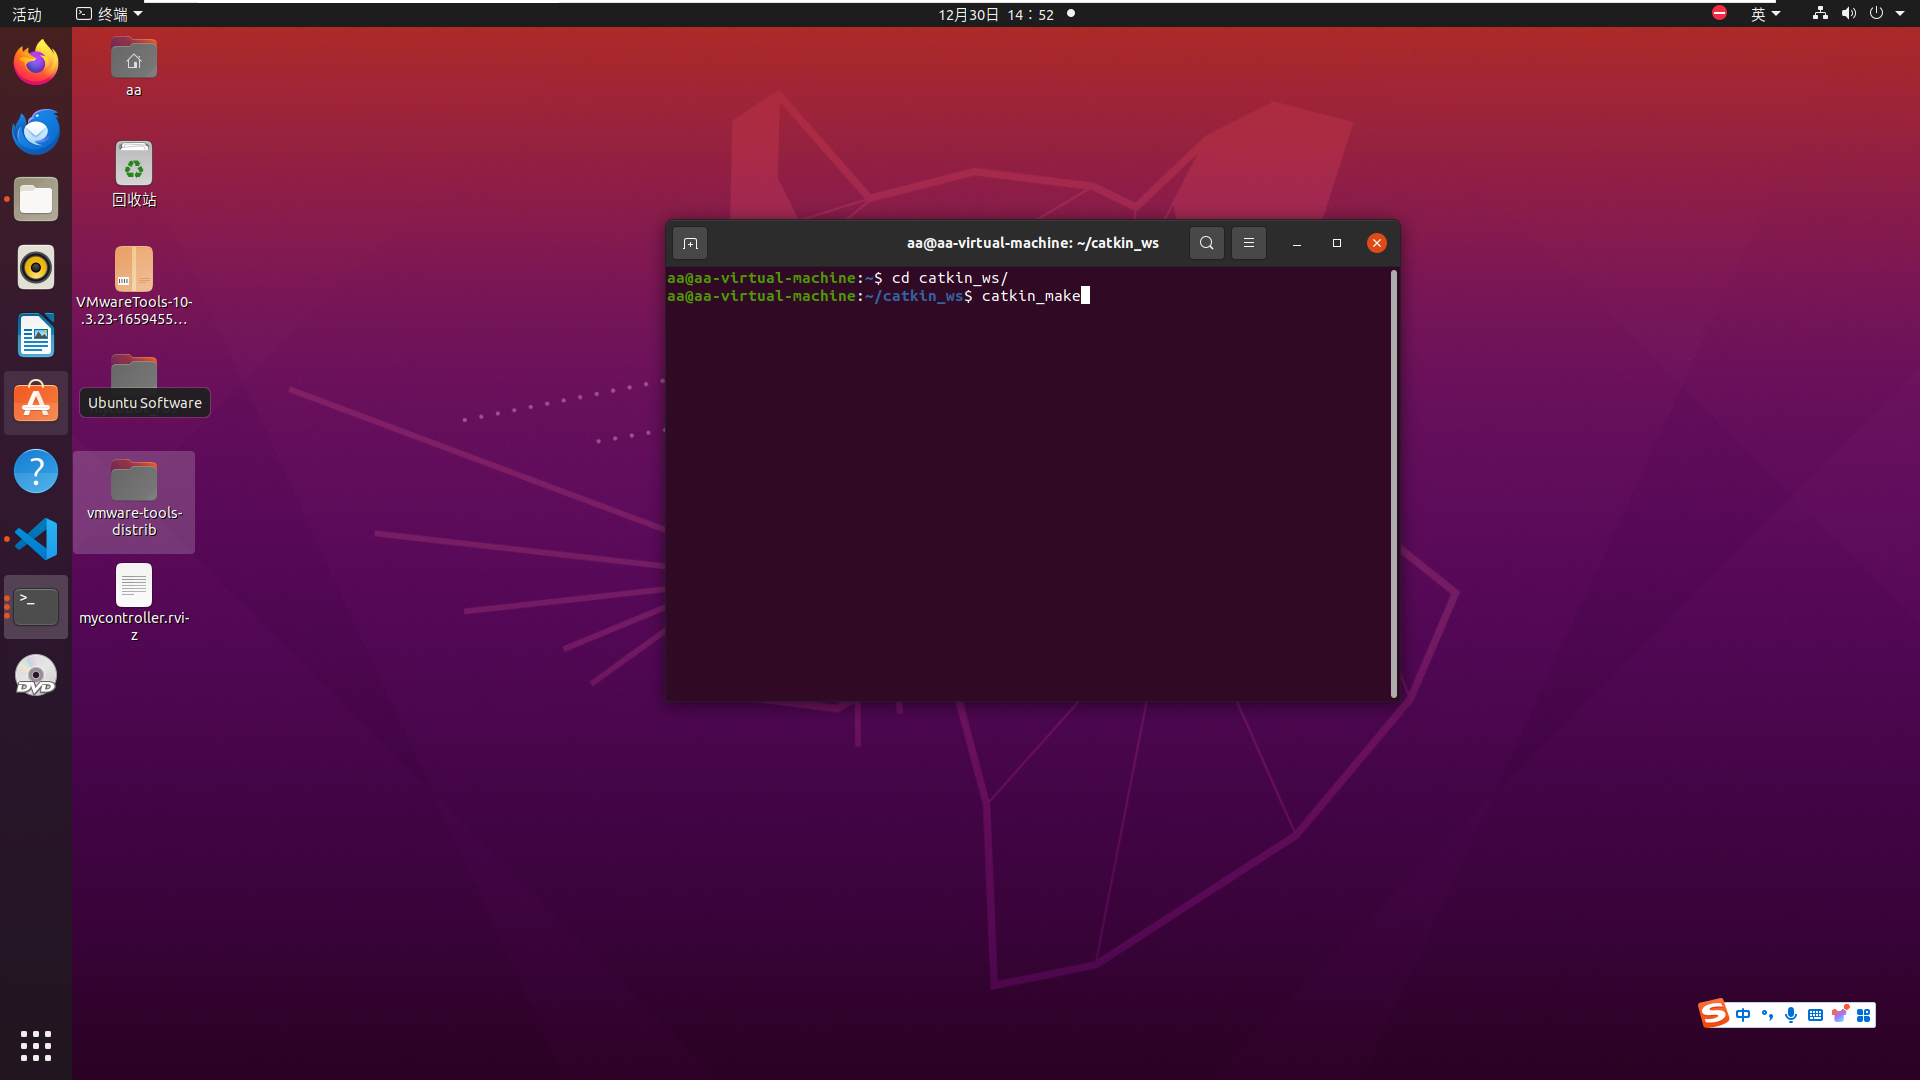 活动
终端
12月30日 14：52
英
aa
回收站
VMwareTools-10-
.3.23-1659455…
Ubuntu Software
vmware-tools-
distrib
mycontroller.rvi-
z
DVD
aa@aa-virtual-machine: ~/catkin_ws
aa@aa-virtual-machine:~$ cd catkin_ws/
aa@aa-virtual-machine:~/catkin_ws$ catkin_make
中